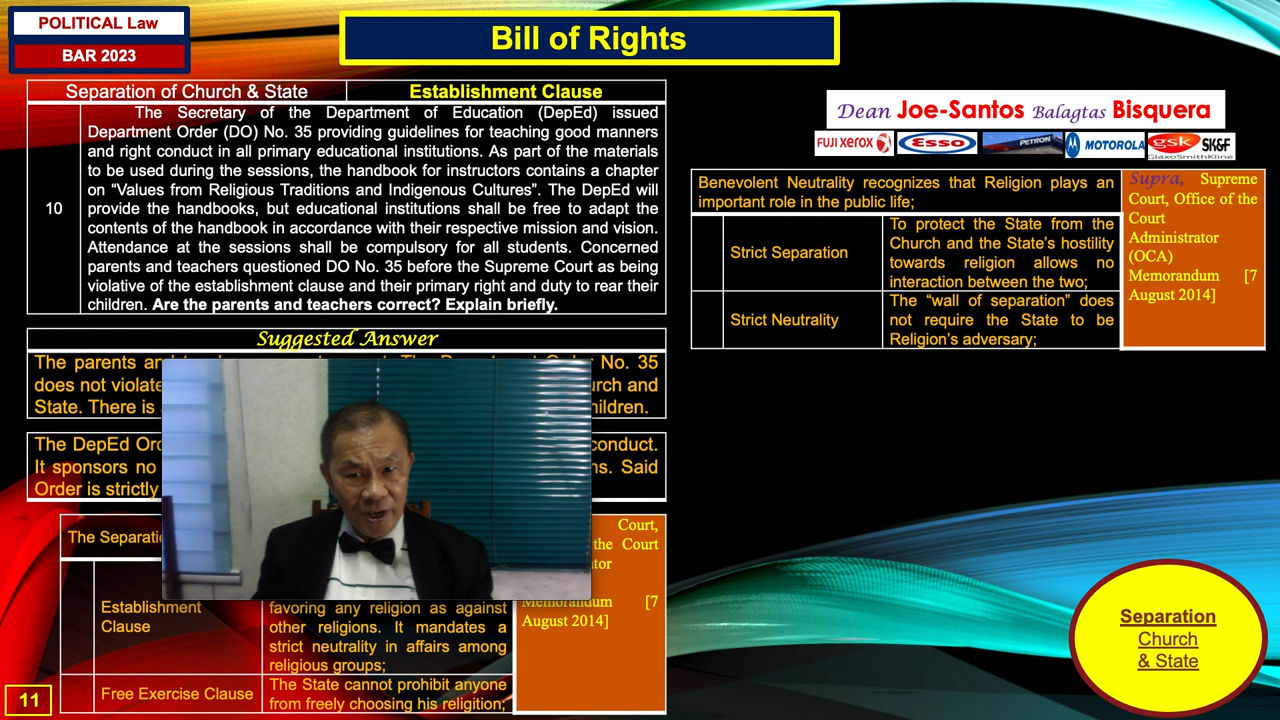 POLITICAL Law
BAR 2023
Bill of Rights
Separation of Church & State
Establishment Clause
10
The Secretary of the Department of Education (DepEd) issued
Department Order (DO) No. 35 providing guidelines for teaching good manners
and right conduct in all primary educational institutions. As part of the materials
to be used during the sessions, the handbook for instructors contains a chapter
on “Values from Religious Traditions and Indigenous Cultures”. The DepEd will
provide the handbooks, but educational institutions shall be free to adapt the
contents of the handbook in accordance with their respective mission and vision.
Attendance at the sessions shall be compulsory for all students. Concerned
parents and teachers questioned DO No. 35 before the Supreme Court as being
violative of the establishment clause and their primary right and duty to rear their
children. Are the parents and teachers correct? Explain briefly.
Suggested Answer
The parents No. 35
does not violate and
State. There is
The DepEd conduct.
It sponsors no Said
Order is strictly
The
Court,
the Court
Memorandum [7
August 2014]
Establishment
Clause
favoring any religion as against
other religions. It mandates a
strict neutrality in affairs among
religious groups;
Free Exercise Clause
The State cannot prohibit anyone
from freely choosing his religition;
11
Dean Joe-Santos Balagtas Bisquera
FUJI XEROX
ESSO
PETRON
MOTOROLA
gsk
SK&F
GlaxoSmithKline
Benevolent Neutrality recognizes that Religion plays an
important role in the public life;
Strict Separation
To protect the State from the
Church and the State’s hostility
towards religion allows no
interaction between the two;
Strict Neutrality
The “wall of separation” does
not require the State to be
Religion’s adversary;
Supra, Supreme
Court, Office of the
Court
Administrator
(OCA)
Memorandum [7
August 2014]
Separation
Church
& State